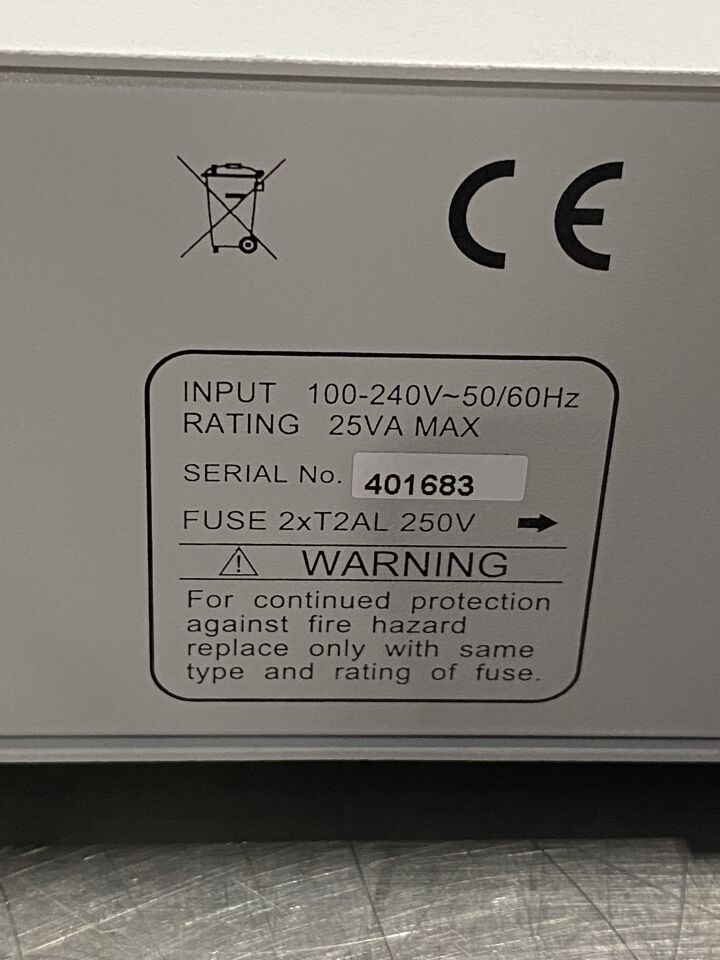 CE
INPUT 100-240V~50/60Hz
RATING 25VA MAX
SERIAL No. 401683
FUSE 2xT2AL 250V
WARNING
For continued protection
against fire hazard
replace only with same
type and rating of fuse.